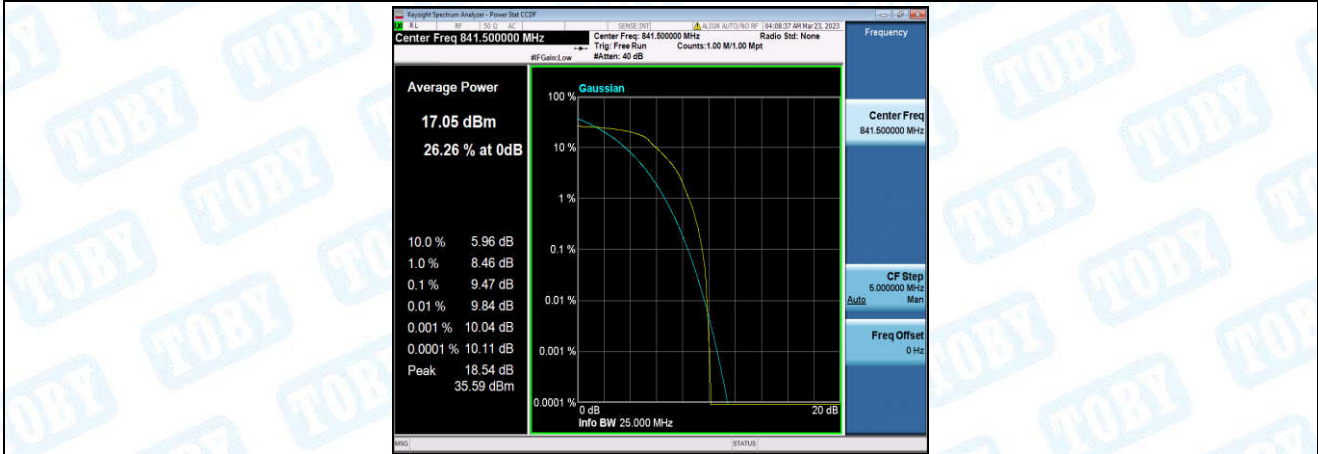 Keysight Spectrum Analyzer - Power Stat CCDF
RL RF 50 Ω AC SENSE:INT ALIGN AUTO/NO RF 04:08:37 AM Mar 23, 2023
Center Freq 841.500000 MHz
Center Freq: 841.500000 MHz Radio Std: None
Trig: Free Run Counts:1.00 M/1.00 Mpt
#IFGain:Low #Atten: 40 dB
Frequency
Average Power
17.05 dBm
26.26 % at 0dB
10.0 % 5.96 dB
1.0 % 8.46 dB
0.1 % 9.47 dB
0.01 % 9.84 dB
0.001 % 10.04 dB
0.0001 % 10.11 dB
Peak 18.54 dB
35.59 dBm
Gaussian
100 %
10 %
1 %
0.1 %
0.01 %
0.001 %
0.0001 %
0 dB 20 dB
Info BW 25.000 MHz
Center Freq
841.500000 MHz
CF Step
5.000000 MHz
Auto Man
Freq Offset
0 Hz
MSG STATUS
TOBY
TOBY
TOBY
TOBY
TOBY
TOBY
TOBY
TOBY